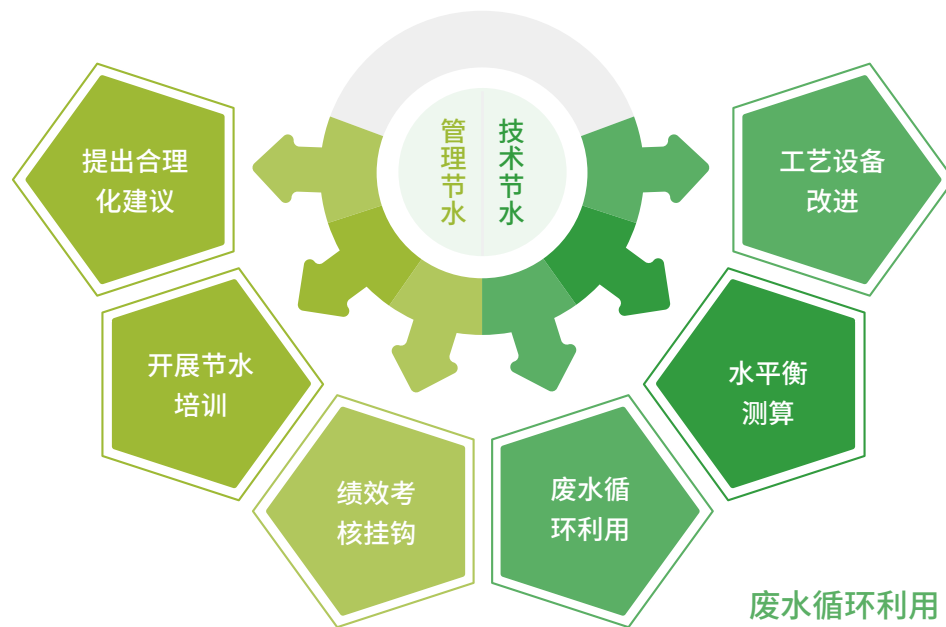 管理节水
技术节水
提出合理
化建议
开展节水
培训
绩效考
核挂钩
废水循
环利用
水平衡
测算
工艺设备
改进
废水循环利用